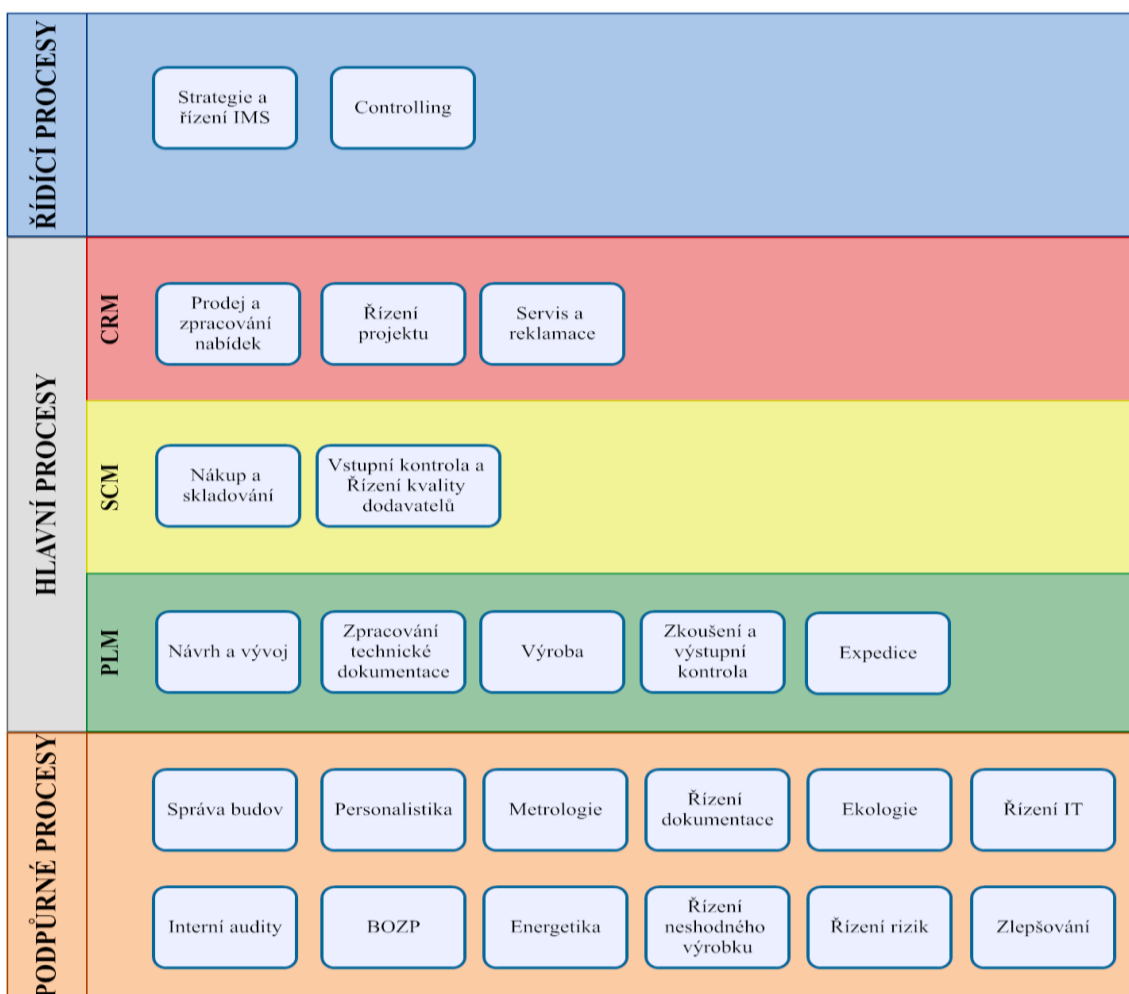 ŘÍDÍCÍ PROCESY
Strategie a
řízení IMS
Controlling
HLAVNÍ PROCESY
CRM
Prodej a
zpracování
nabídek
Řízení
projektu
Servis a
reklamace
SCM
Nákup a
skladování
Vstupní kontrola a
Řízení kvality
dodavatelů
PLM
Návrh a vývoj
Zpracování
technické
dokumentace
Výroba
Zkoušení a
výstupní
kontrola
Expedice
PODPŮRNÉ PROCESY
Správa budov
Personalistika
Metrologie
Řízení
dokumentace
Ekologie
Řízení IT
Interní audity
BOZP
Energetika
Řízení
neshodného
výrobku
Řízení rizik
Zlepšování